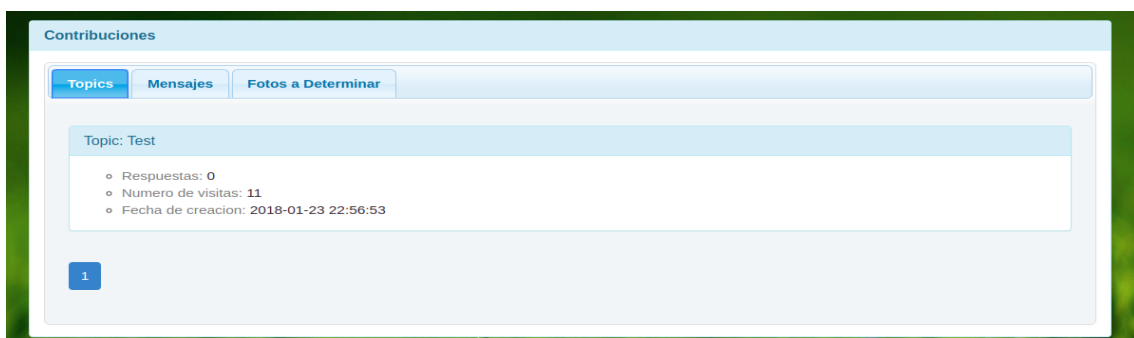 Contribuciones
Topics Mensajes Fotos a Determinar
Topic: Test
Respuestas: 0
Numero de visitas: 11
Fecha de creacion: 2018-01-23 22:56:53
1